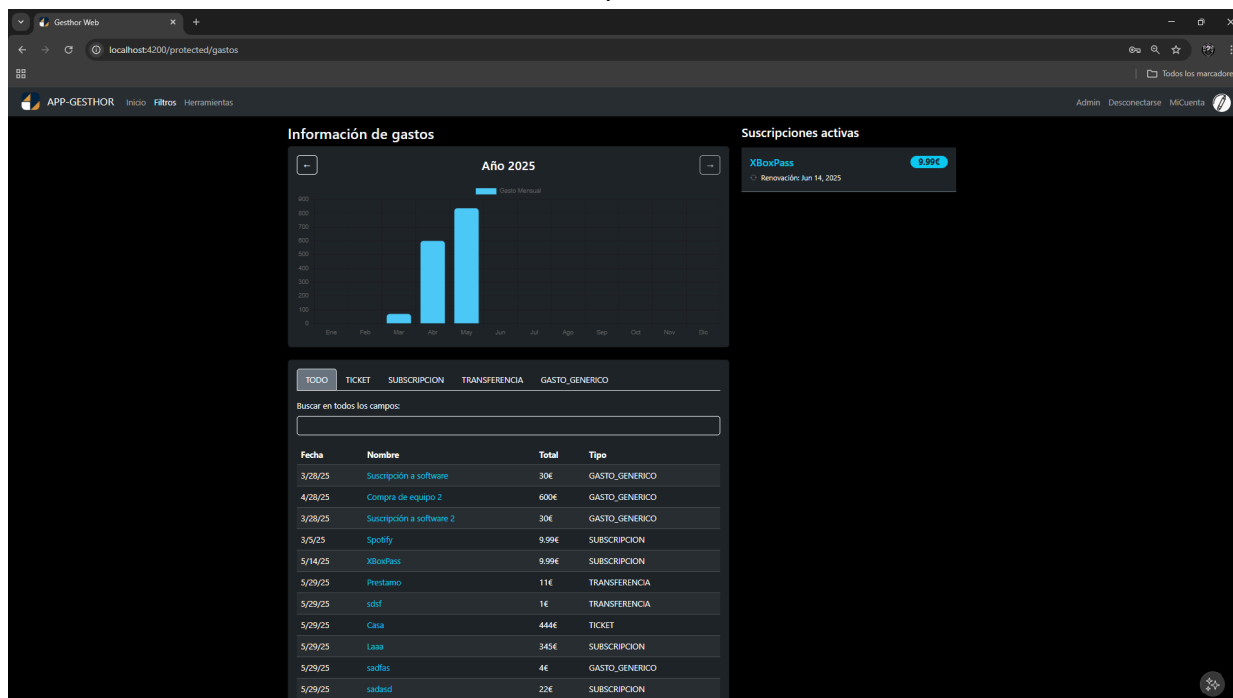 Gesthor Web
localhost:4200/protected/gastos
Todos los marcadore
APP-GESTHOR Inicio Filtros Herramientas
Admin Desconectarse MiCuenta
Información de gastos
Año 2025
Gasto Mensual
900
800
700
600
500
400
300
200
100
0
Ene Feb Mar Abr May Jun Jul Ago Sep Oct Nov Dic
Suscripciones activas
XBoxPass 9.99€
Renovación: Jun 14, 2025
TODO TICKET SUBSCRIPCION TRANSFERENCIA GASTO_GENERICO
Buscar en todos los campos:
Fecha Nombre Total Tipo
3/28/25 Suscripción a software 30€ GASTO_GENERICO
4/28/25 Compra de equipo 2 600€ GASTO_GENERICO
3/28/25 Suscripción a software 2 30€ GASTO_GENERICO
3/5/25 Spotify 9.99€ SUBSCRIPCION
5/14/25 XBoxPass 9.99€ SUBSCRIPCION
5/29/25 Prestamo 11€ TRANSFERENCIA
5/29/25 sdsf 1€ TRANSFERENCIA
5/29/25 Casa 444€ TICKET
5/29/25 Laaa 345€ SUBSCRIPCION
5/29/25 sadfas 4€ GASTO_GENERICO
5/29/25 sadasd 22€ SUBSCRIPCION